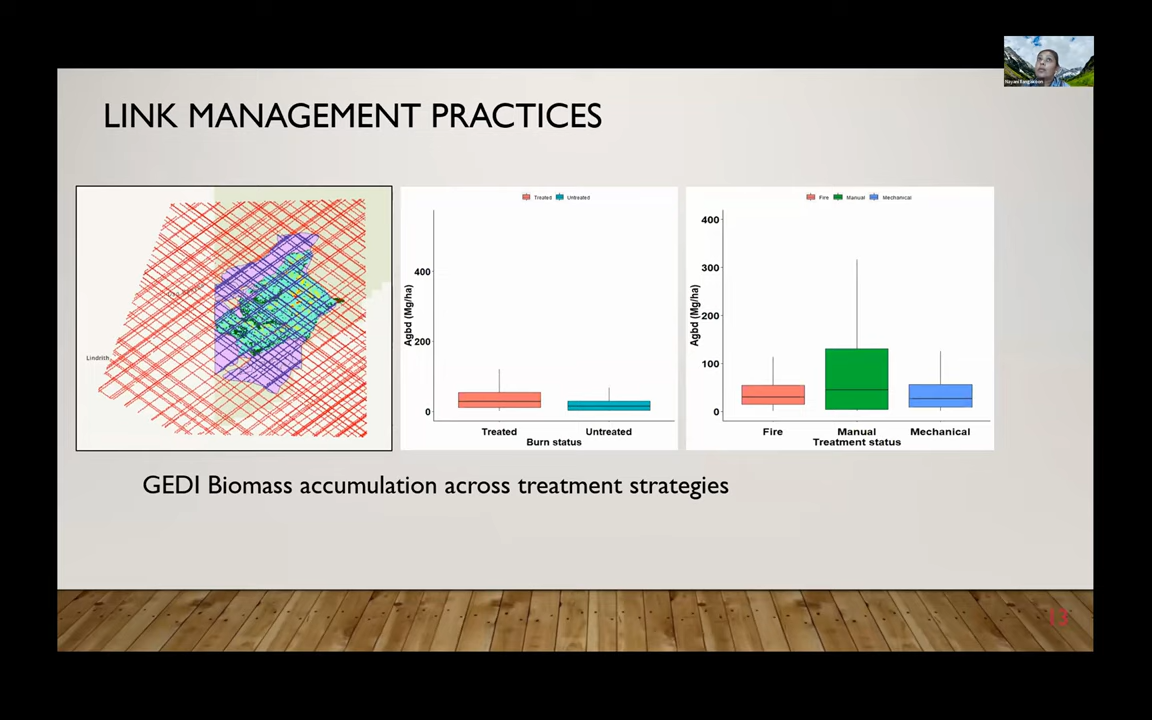 LINK MANAGEMENT PRACTICES
Lindrith
Treated Untreated
400
200
0
Agbd (Mg/ha)
Treated Untreated
Burn status
Fire Manual Mechanical
400
300
200
100
0
Agbd (Mg/ha)
Fire Manual Mechanical
Treatment status
GEDI Biomass accumulation across treatment strategies
13